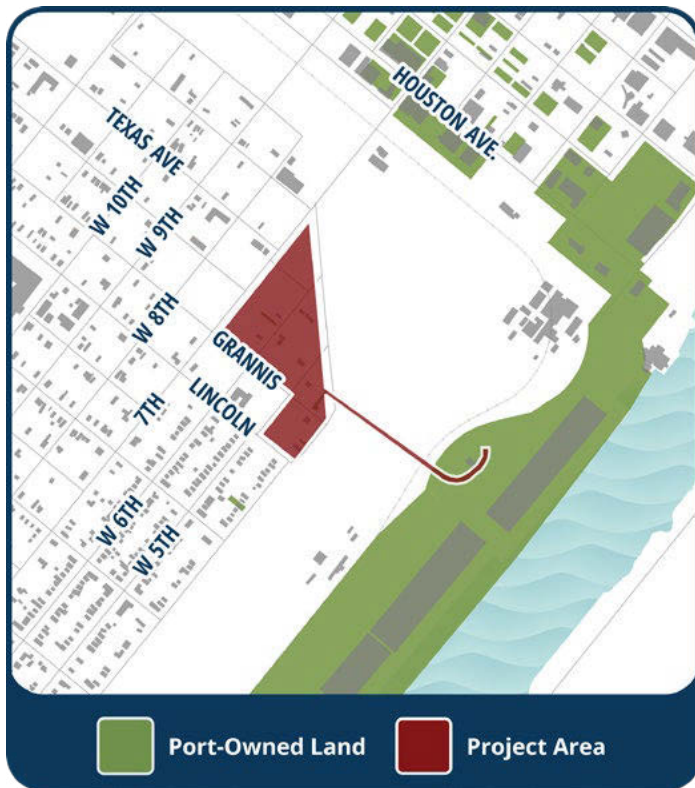 HOUSTON AVE.
TEXAS AVE
W 10TH
W 9TH
W 8TH
GRANNIS
LINCOLN
7TH
W 6TH
W 5TH
Port-Owned Land
Project Area